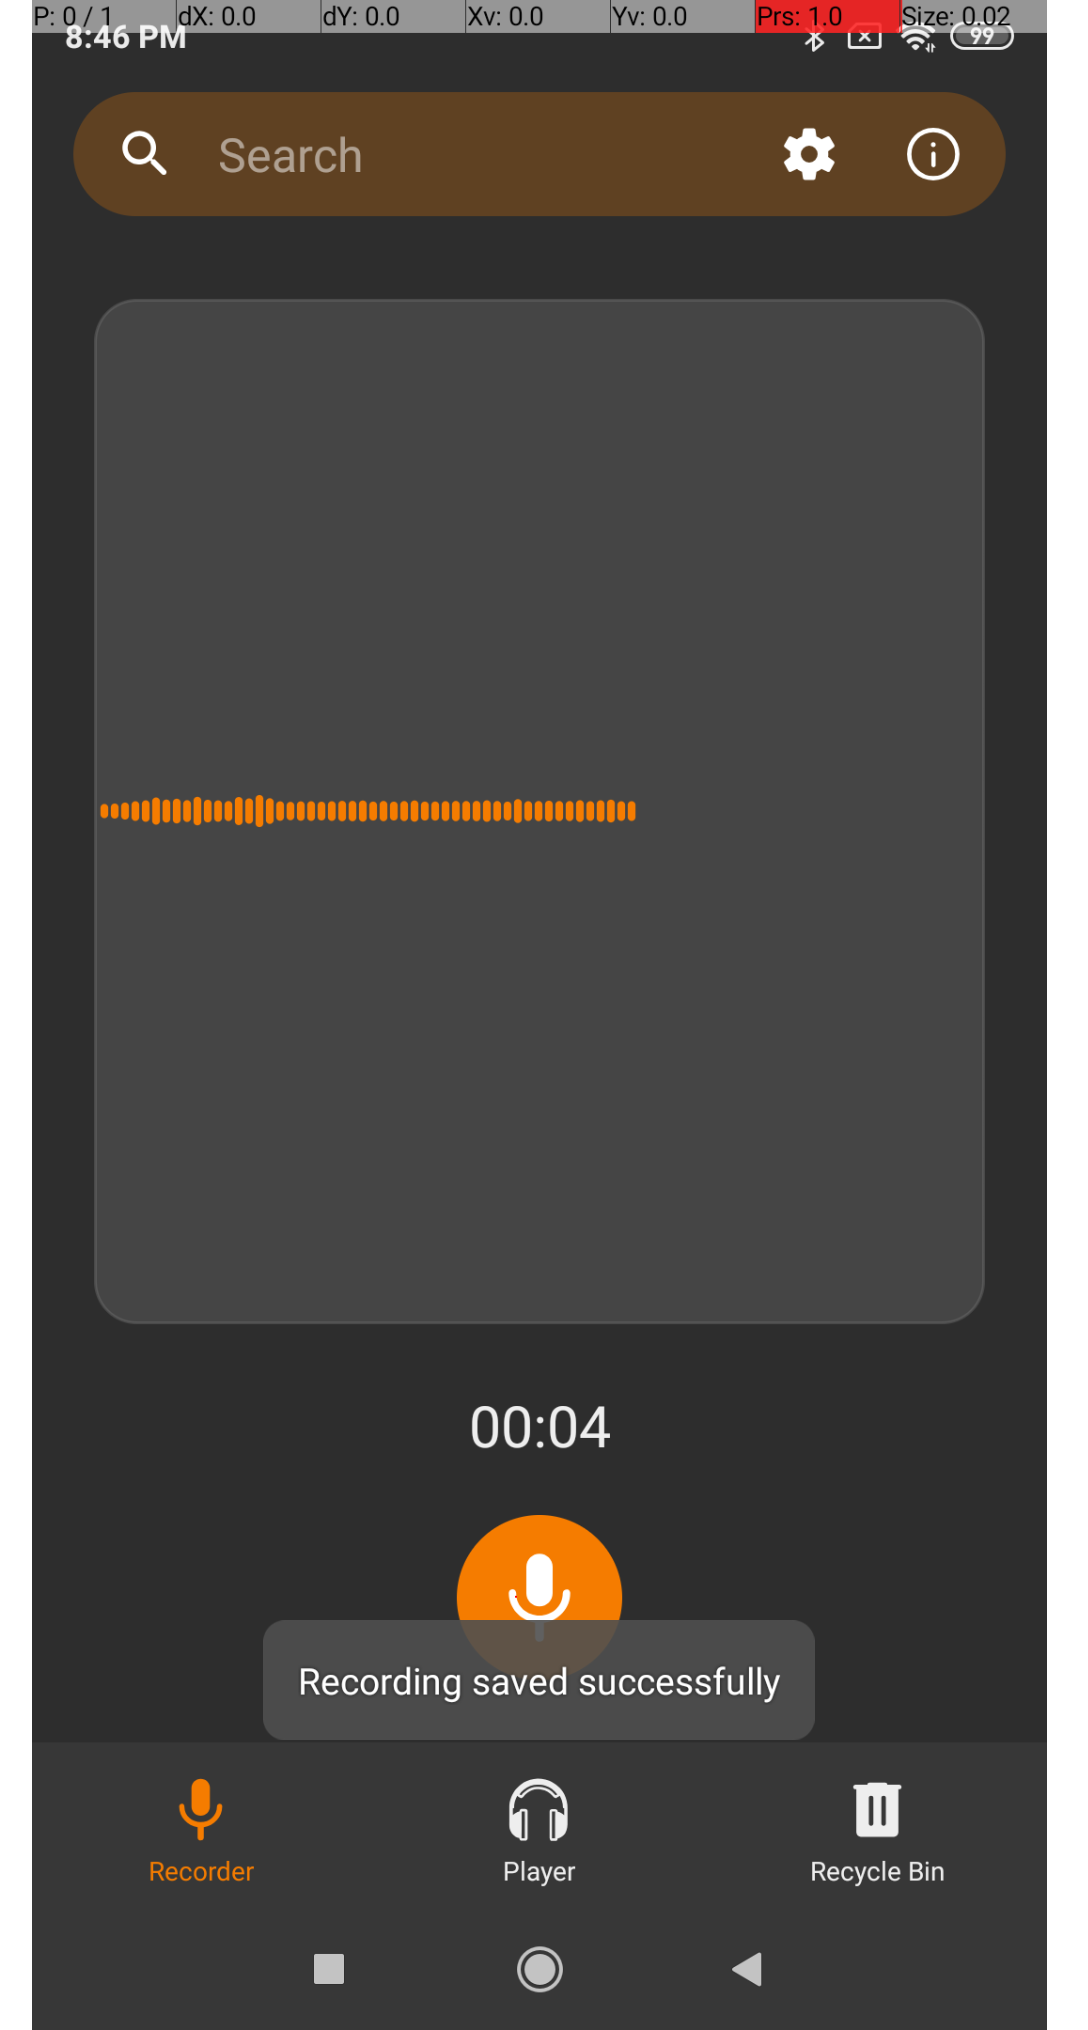 P: 0 / 1 dX: 0.0 dY: 0.0 Xv: 0.0 Yv: 0.0 Prs: 1.0 Size: 0.02
8:46 PM 99
Search
00:04
Recording saved successfully
Recorder Player Recycle Bin